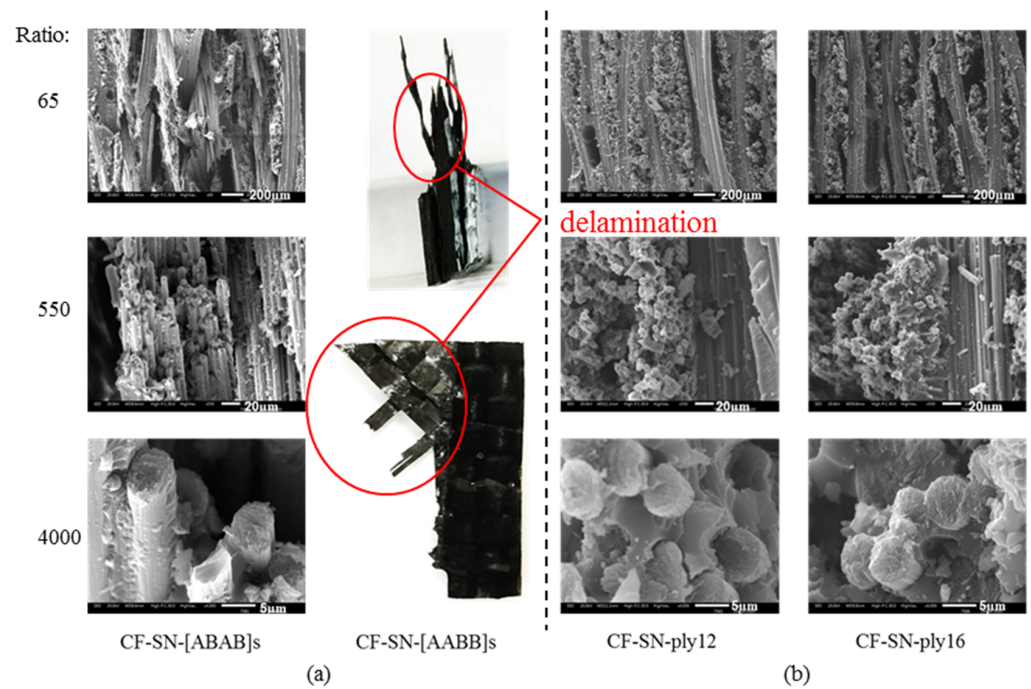 Ratio:
65
200μm
200μm
200μm
delamination
550
20μm
20μm
20μm
4000
5μm
5μm
5μm
CF-SN-[ABAB]s
CF-SN-[AABB]s
CF-SN-ply12
CF-SN-ply16
(a)
(b)